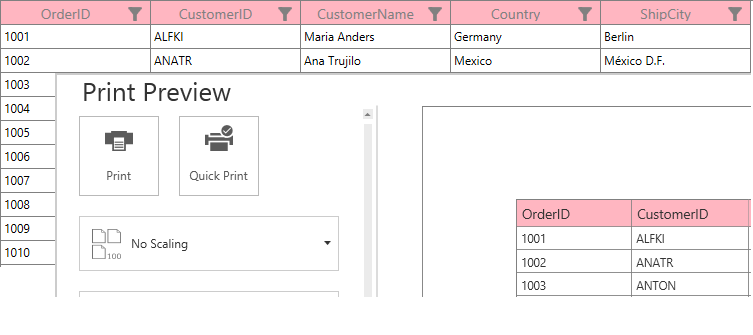 OrderID CustomerID CustomerName Country ShipCity
1001 ALFKI Maria Anders Germany Berlin
1002 ANATR Ana Trujilo Mexico México D.F.
1003
1004
1005
1006
1007
1008
1009
1010
Print Preview
Print Quick Print
100 No Scaling
OrderID CustomerID
1001 ALFKI
1002 ANATR
1003 ANTON